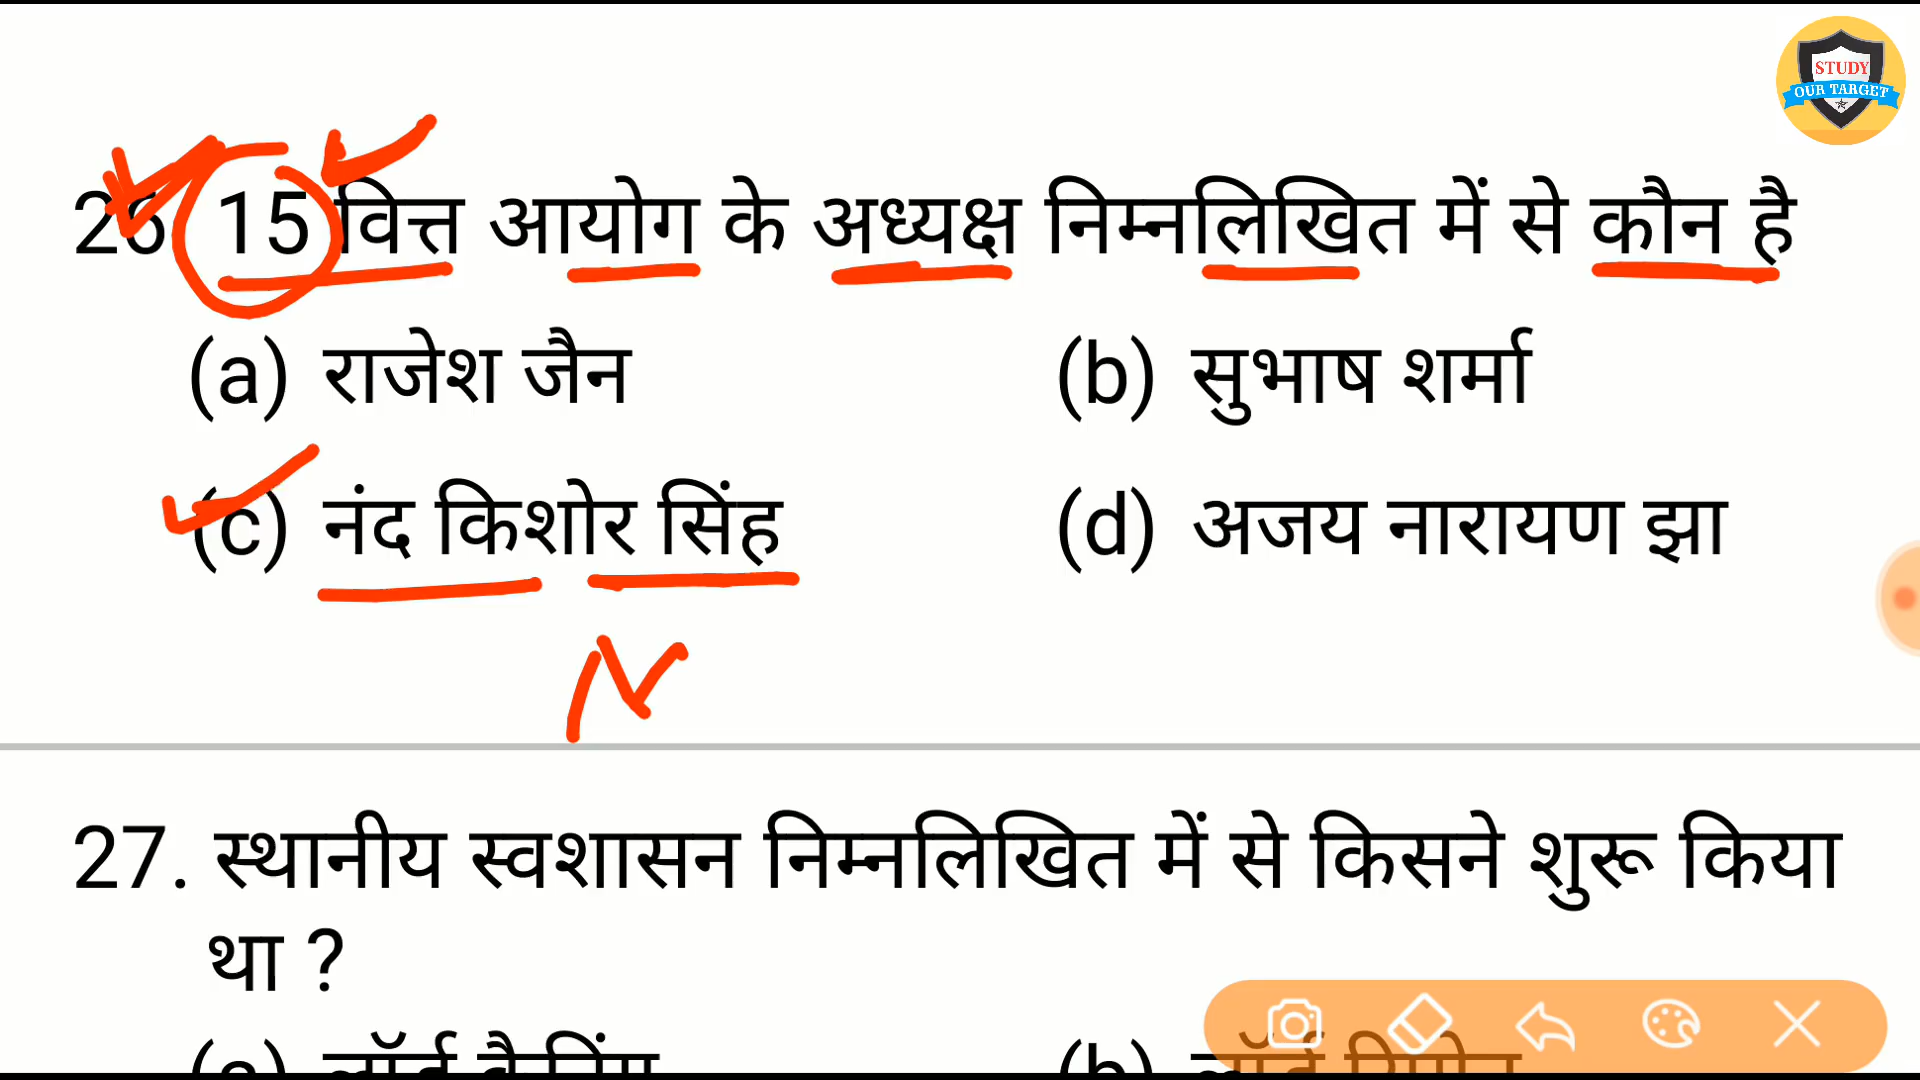 STUDY
OUR TARGET
26 15 वित्त आयोग के अध्यक्ष निम्नलिखित में से कौन है
(a) राजेश जैन (b) सुभाष शर्मा
(c) नंद किशोर सिंह (d) अजय नारायण झा
N
27. स्थानीय स्वशासन निम्नलिखित में से किसने शुरू किया
था ?
(a) लॉर्ड कैनिंग (b) लॉर्ड